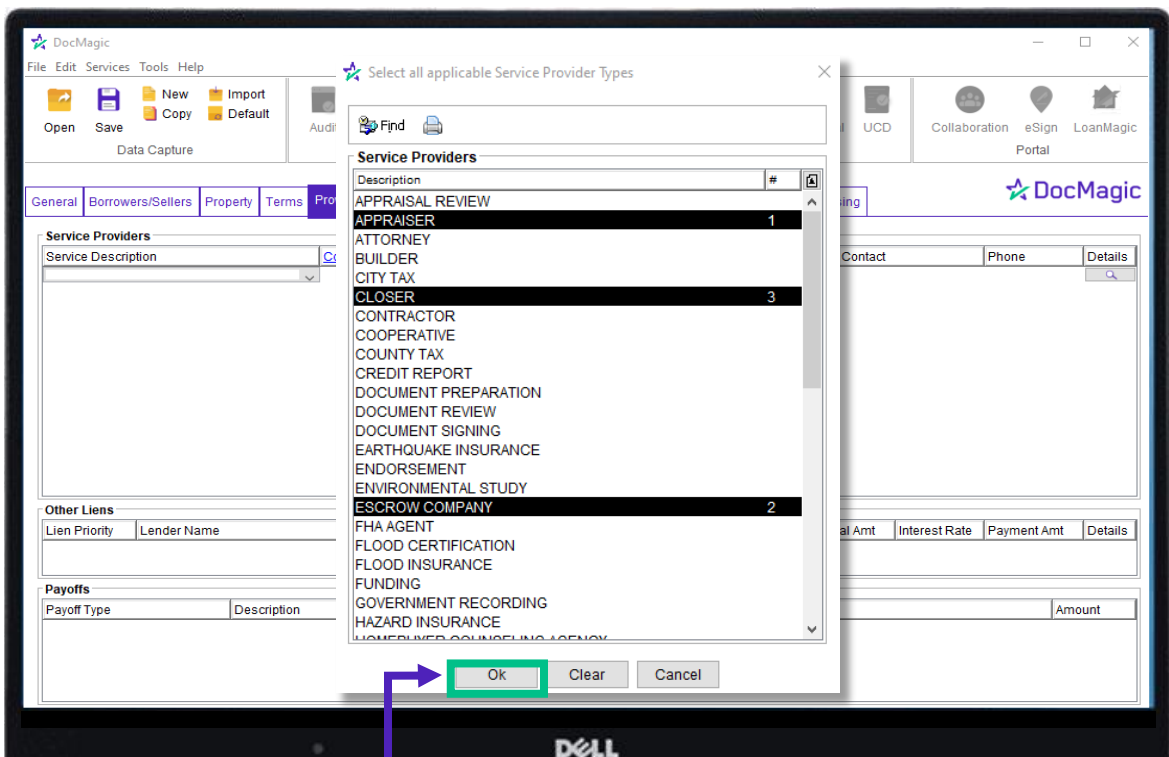 DocMagic
File Edit Services Tools Help
Open
Save
New
Copy
Import
Default
Data Capture
UCD
Collaboration
eSign
LoanMagic
Portal
DocMagic
General
Borrowers/Sellers
Property
Terms
Service Providers
Service Description
Contact
Phone
Details
Other Liens
Lien Priority
Lender Name
Interest Rate
Payment Amt
Details
Payoffs
Payoff Type
Description
Amount
Select all applicable Service Provider Types
Find
Service Providers
Description #
APPRAISAL REVIEW
APPRAISER 1
ATTORNEY
BUILDER
CITY TAX
CLOSER 3
CONTRACTOR
COOPERATIVE
COUNTY TAX
CREDIT REPORT
DOCUMENT PREPARATION
DOCUMENT REVIEW
DOCUMENT SIGNING
EARTHQUAKE INSURANCE
ENDORSEMENT
ENVIRONMENTAL STUDY
ESCROW COMPANY 2
FHA AGENT
FLOOD CERTIFICATION
FLOOD INSURANCE
FUNDING
GOVERNMENT RECORDING
HAZARD INSURANCE
HOMEBUYER COUNSELING AGENCY
Ok
Clear
Cancel
DELL